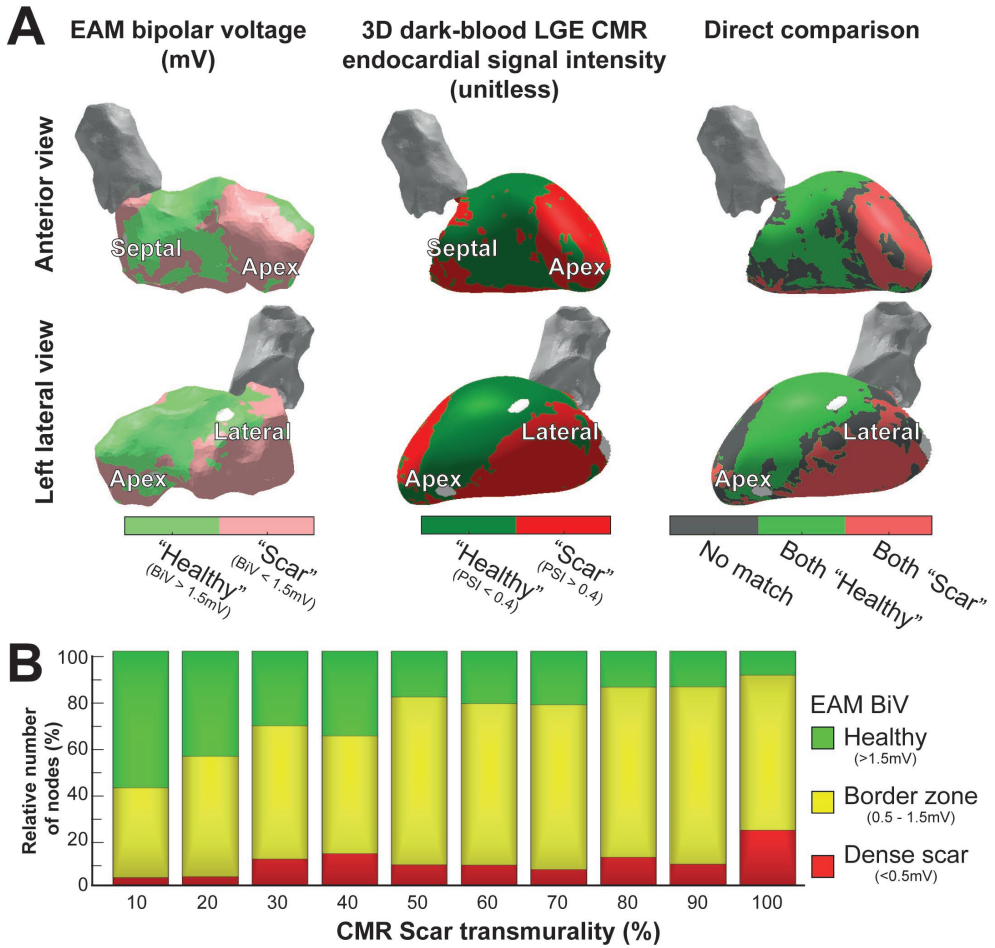 A
EAM bipolar voltage
(mV)
3D dark-blood LGE CMR
endocardial signal intensity
(unitless)
Direct comparison
Anterior view
Septal
Apex
Septal
Apex
Left lateral view
Lateral
Apex
Lateral
Apex
Lateral
Apex
“Healthy”
(BiV > 1.5mV)
“Scar”
(BiV < 1.5mV)
“Healthy”
(PSI < 0.4)
“Scar”
(PSI > 0.4)
No match
Both “Healthy”
Both “Scar”
B
Relative number
of nodes (%)
100
80
60
40
20
0
10 20 30 40 50 60 70 80 90 100
CMR Scar transmurality (%)
EAM BiV
Healthy
(>1.5mV)
Border zone
(0.5 - 1.5mV)
Dense scar
(<0.5mV)